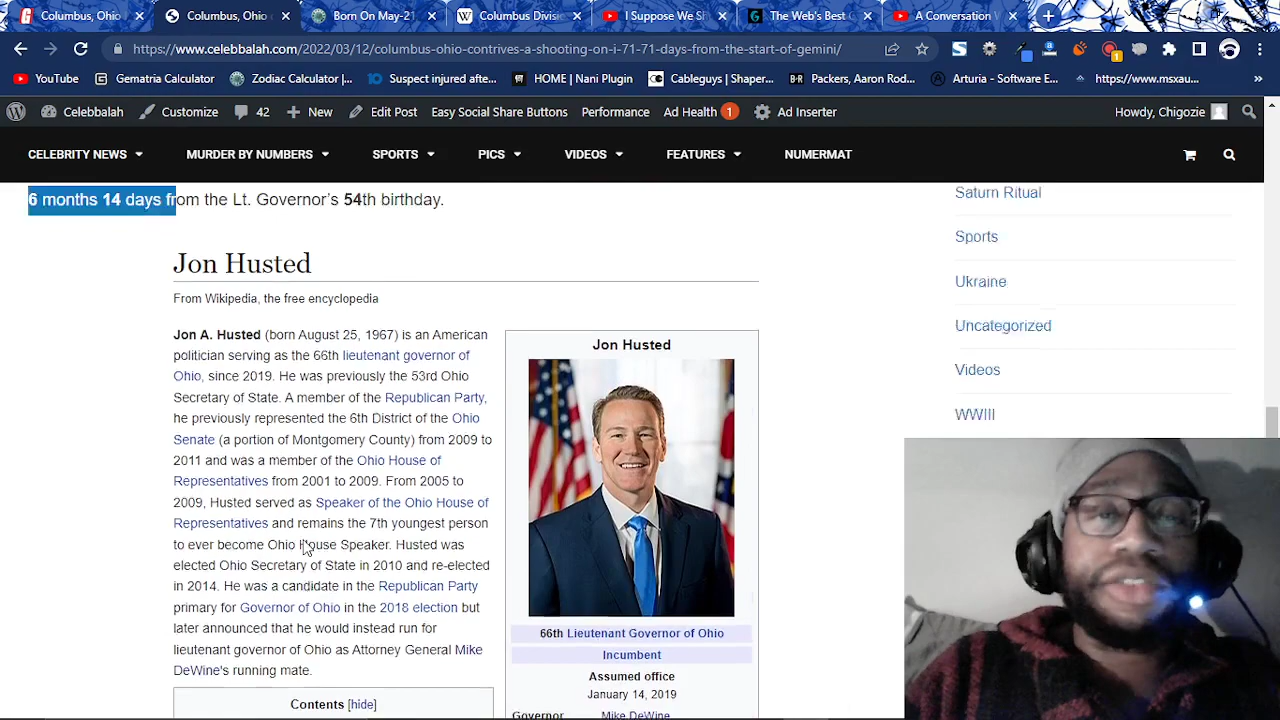 Columbus, Ohio
Columbus, Ohio
Born On May-21
Columbus Divisi
I Suppose We Sh
The Web's Best
A Conversation W
https://www.celebbalah.com/2022/03/12/columbus-ohio-contrives-a-shooting-on-i-71-71-days-from-the-start-of-gemini/
YouTube
Gematria Calculator
Zodiac Calculator |...
Suspect injured afte...
HOME | Nani Plugin
Cableguys | Shaper...
Packers, Aaron Rod...
Arturia - Software E...
https://www.msxau...
Celebbalah
Customize
42
New
Edit Post
Easy Social Share Buttons
Performance
Ad Health 1
Ad Inserter
Howdy, Chigozie
CELEBRITY NEWS
MURDER BY NUMBERS
SPORTS
PICS
VIDEOS
FEATURES
NUMERMAT
6 months 14 days from the Lt. Governor's 54th birthday.
Jon Husted
From Wikipedia, the free encyclopedia
Jon A. Husted (born August 25, 1967) is an American
politician serving as the 66th lieutenant governor of
Ohio, since 2019. He was previously the 53rd Ohio
Secretary of State. A member of the Republican Party,
he previously represented the 6th District of the Ohio
Senate (a portion of Montgomery County) from 2009 to
2011 and was a member of the Ohio House of
Representatives from 2001 to 2009. From 2005 to
2009, Husted served as Speaker of the Ohio House of
Representatives and remains the 7th youngest person
to ever become Ohio House Speaker. Husted was
elected Ohio Secretary of State in 2010 and re-elected
in 2014. He was a candidate in the Republican Party
primary for Governor of Ohio in the 2018 election but
later announced that he would instead run for
lieutenant governor of Ohio as Attorney General Mike
DeWine's running mate.
Contents [hide]
Jon Husted
66th Lieutenant Governor of Ohio
Incumbent
Assumed office
January 14, 2019
Governor Mike DeWine
Saturn Ritual
Sports
Ukraine
Uncategorized
Videos
WWIII